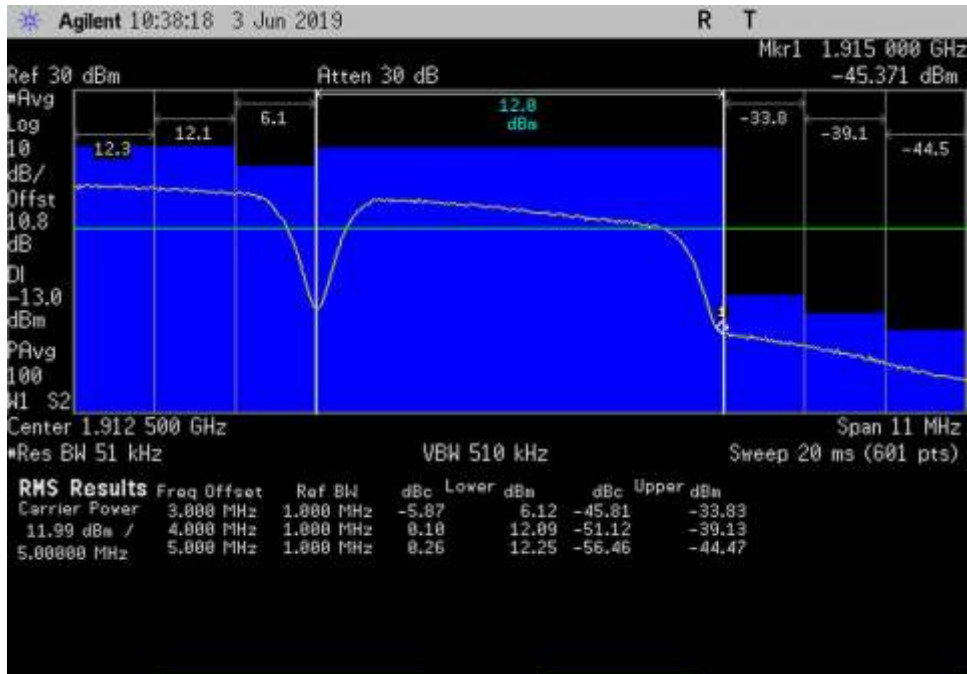 Agilent 10:38:18 3 Jun 2019 R T
Mkr1 1.915 000 GHz
Ref 30 dBm Atten 30 dB -45.371 dBm
#Avg
Log
10
dB/
Offst
10.8
dB
DI
-13.0
dBm
PAvg
100
W1 S2
12.3
12.1
6.1
12.0
dBm
-33.8
-39.1
-44.5
1
Center 1.912 500 GHz Span 11 MHz
#Res BW 51 kHz VBW 510 kHz Sweep 20 ms (601 pts)
RMS Results Freq Offset Ref BW dBc Lower dBm dBc Upper dBm
Carrier Power 3.000 MHz 1.000 MHz -5.87 6.12 -45.81 -33.83
11.99 dBm / 4.000 MHz 1.000 MHz 0.10 12.09 -51.12 -39.13
5.00000 MHz 5.000 MHz 1.000 MHz 0.26 12.25 -56.46 -44.47